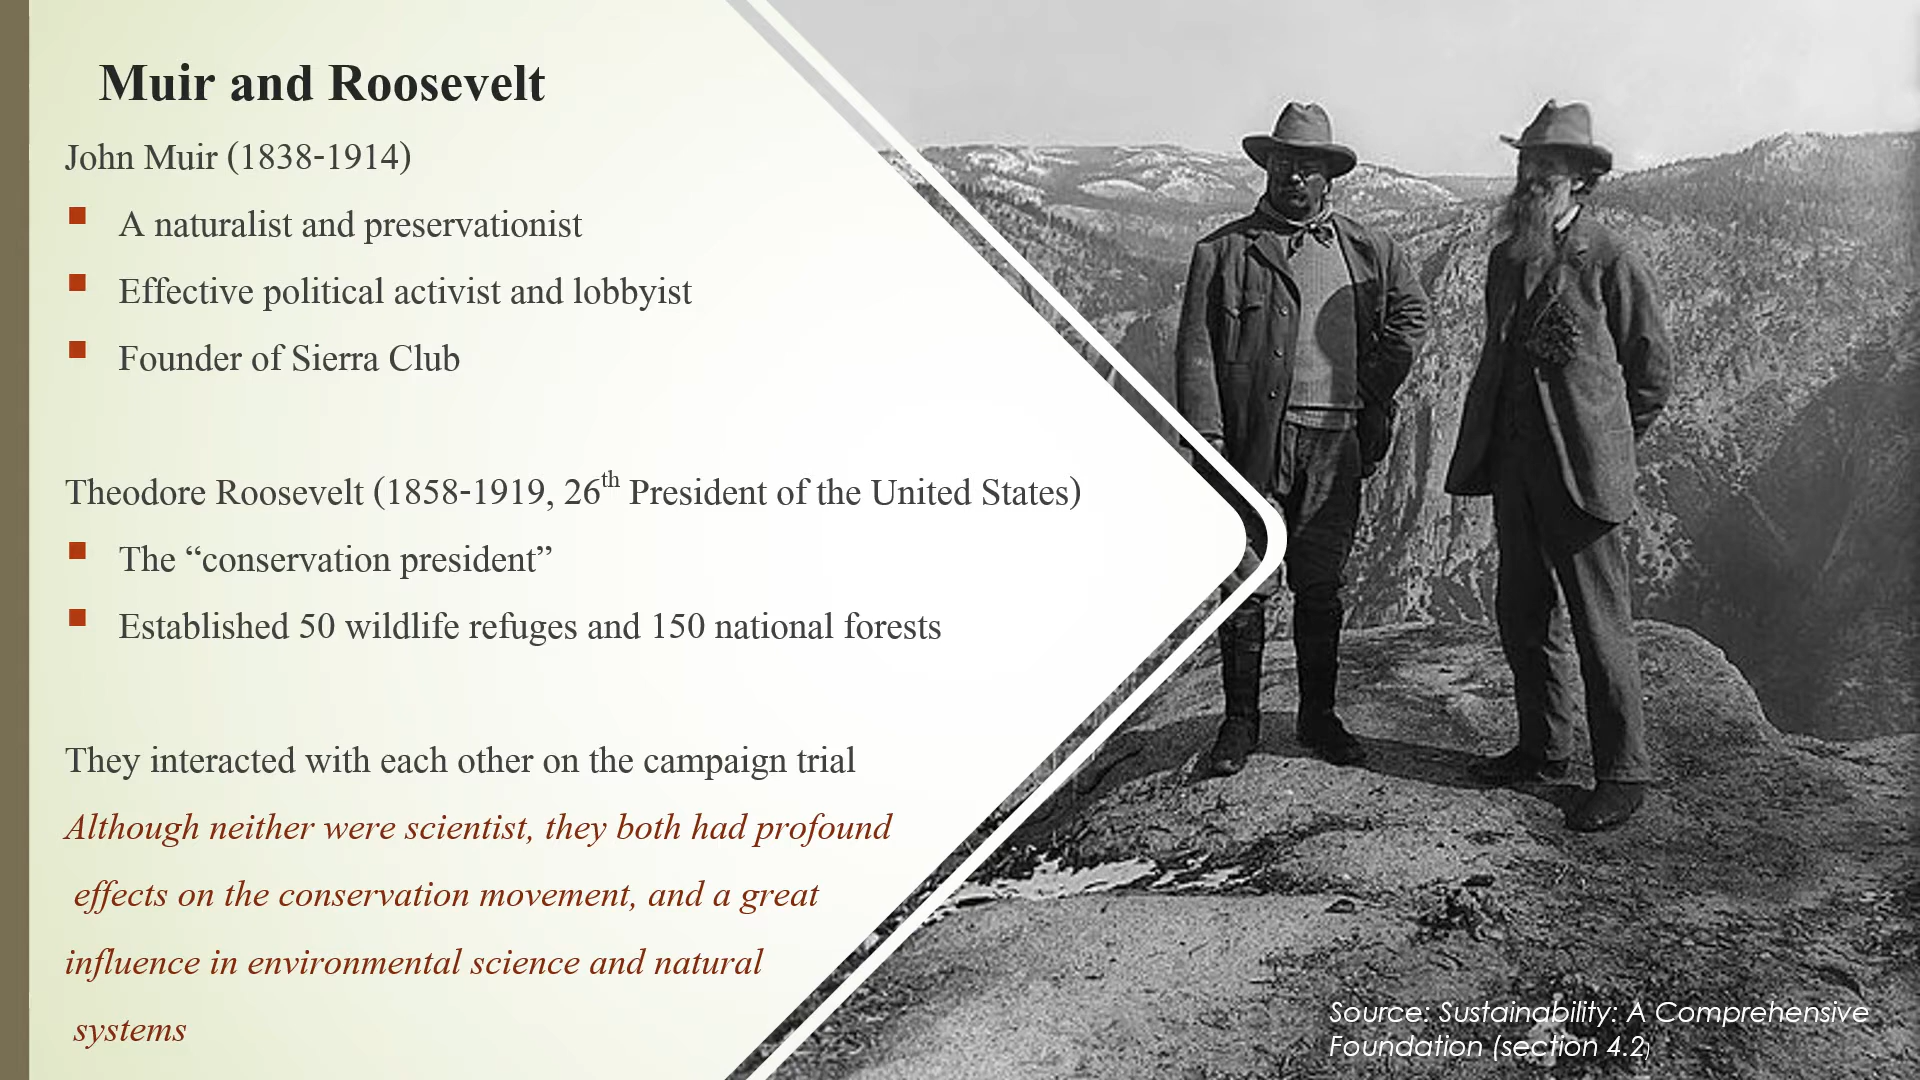 Muir and Roosevelt
John Muir (1838-1914)
A naturalist and preservationist
Effective political activist and lobbyist
Founder of Sierra Club
Theodore Roosevelt (1858-1919, 26th President of the United States)
The “conservation president”
Established 50 wildlife refuges and 150 national forests
They interacted with each other on the campaign trial
Although neither were scientist, they both had profound
effects on the conservation movement, and a great
influence in environmental science and natural
systems
Source: Sustainability: A Comprehensive
Foundation (section 4.2)